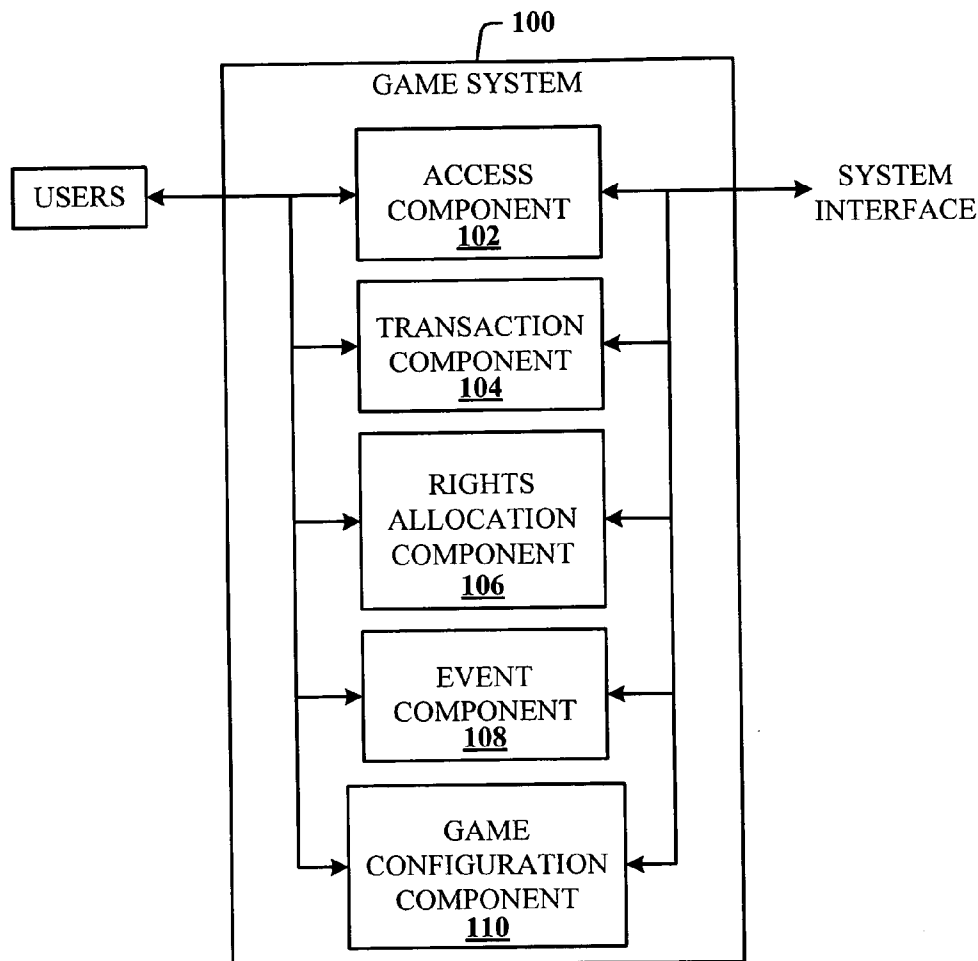 100
GAME SYSTEM
USERS
ACCESS
COMPONENT
102
SYSTEM
INTERFACE
TRANSACTION
COMPONENT
104
RIGHTS
ALLOCATION
COMPONENT
106
EVENT
COMPONENT
108
GAME
CONFIGURATION
COMPONENT
110